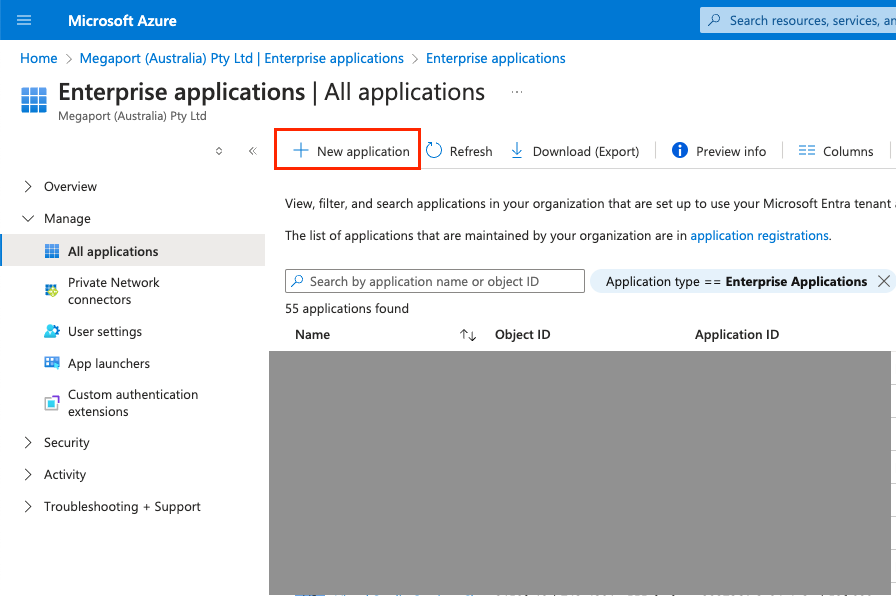 Microsoft Azure
Search resources, services, an
Home > Megaport (Australia) Pty Ltd | Enterprise applications > Enterprise applications
Enterprise applications | All applications ...
Megaport (Australia) Pty Ltd
New application
Refresh
Download (Export)
Preview info
Columns
Overview
Manage
All applications
Private Network
connectors
User settings
App launchers
Custom authentication
extensions
Security
Activity
Troubleshooting + Support
View, filter, and search applications in your organization that are set up to use your Microsoft Entra tenant
The list of applications that are maintained by your organization are in application registrations.
Search by application name or object ID
Application type == Enterprise Applications
55 applications found
Name
Object ID
Application ID